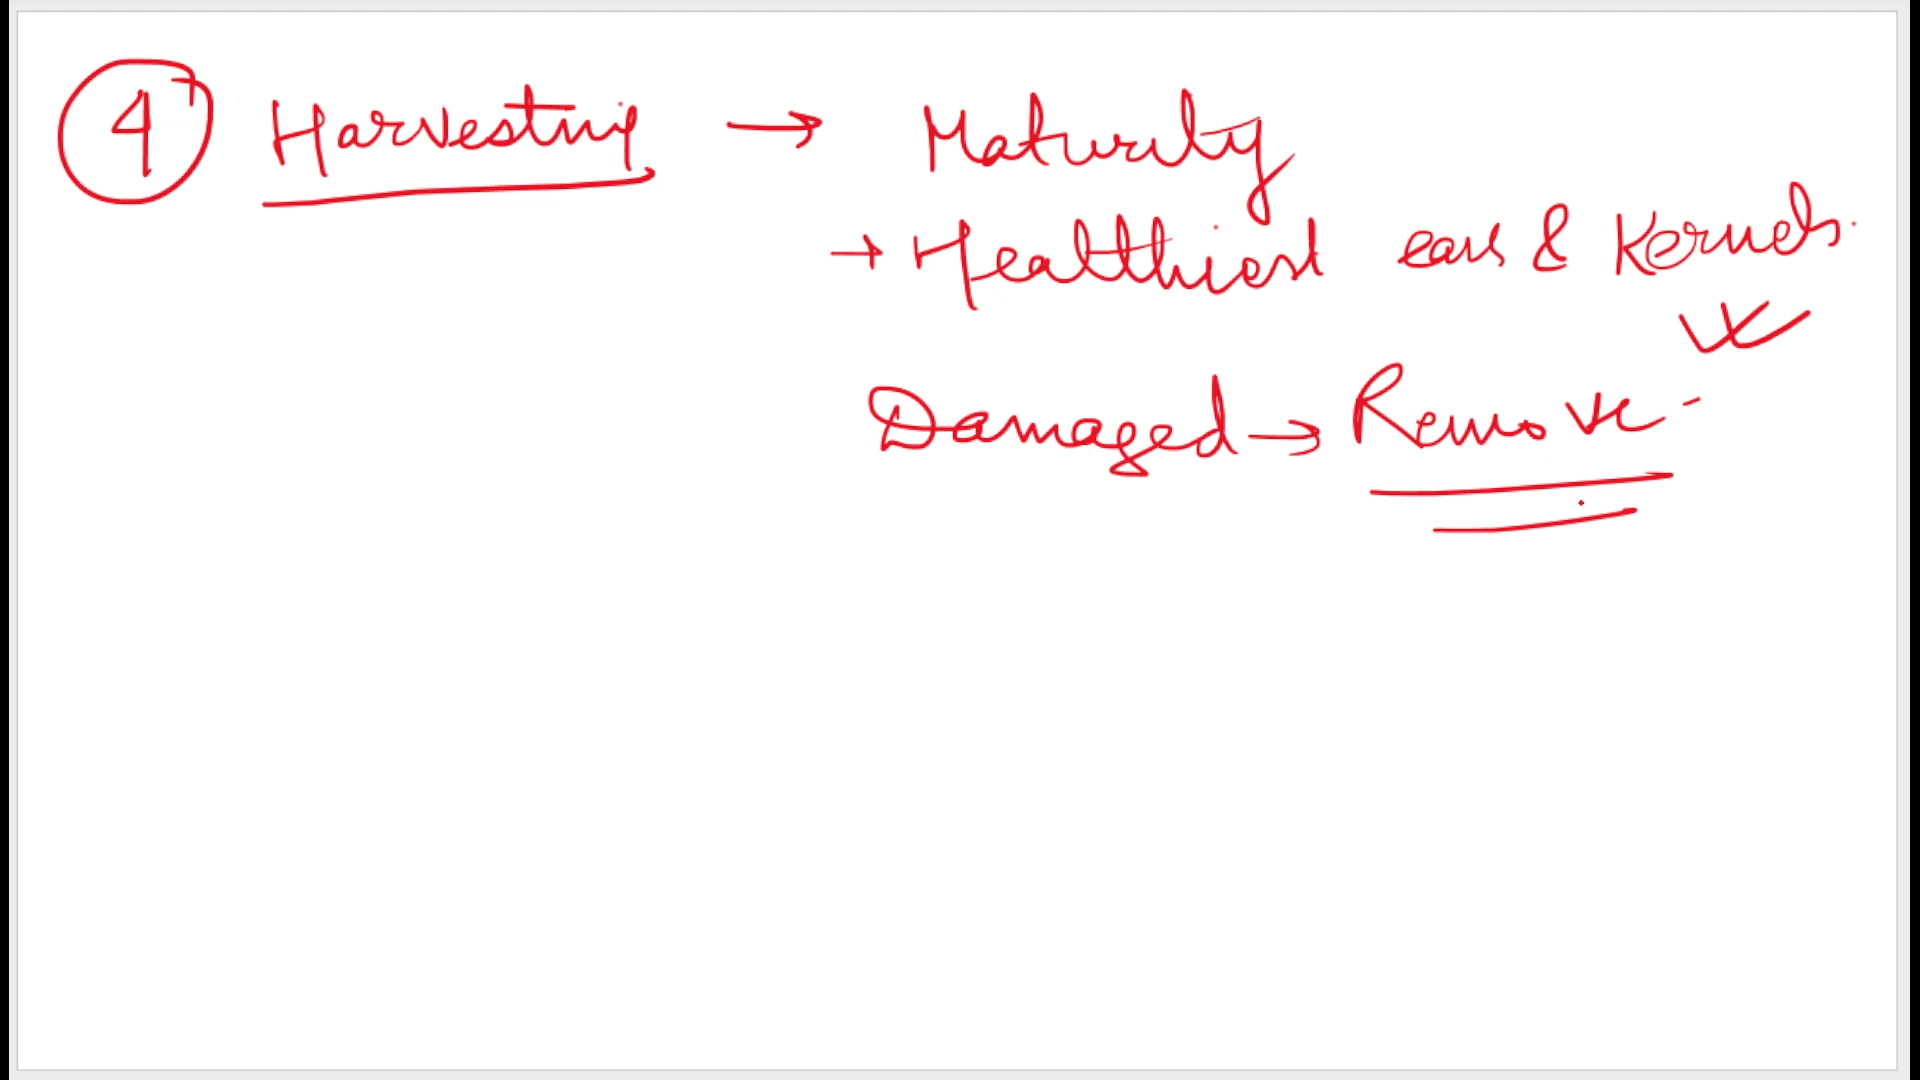 4 Harvesting → Maturity
→ Healthiest ears & Kernels.
Damaged → Remove -